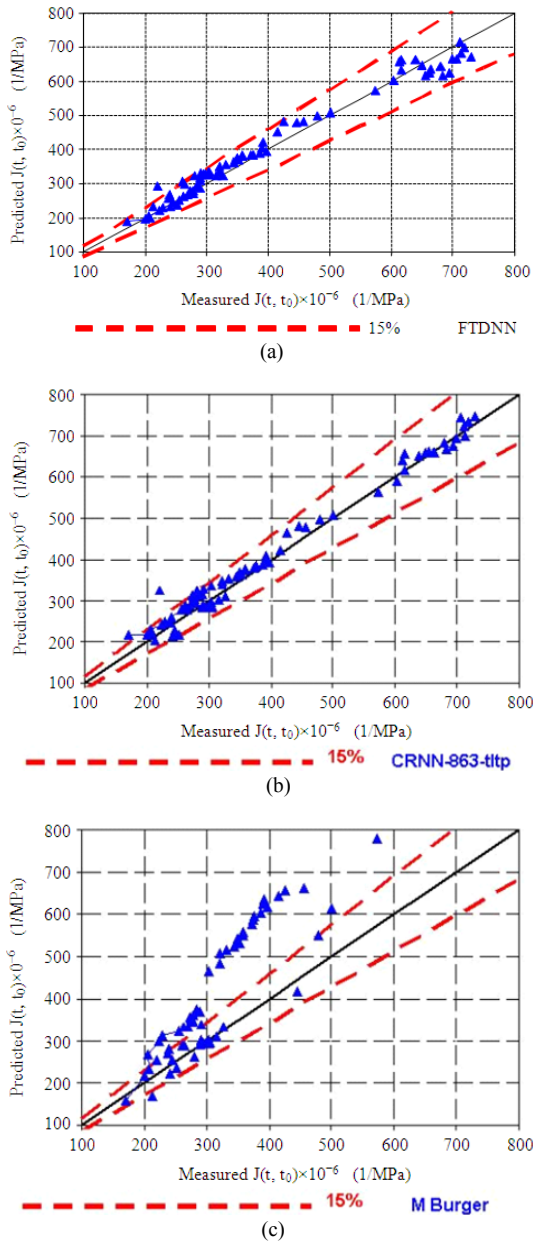 800
700
600
500
400
300
200
100
Predicted J(t, t₀)×0⁻⁶ (1/MPa)
100 200 300 400 500 600 700 800
Measured J(t, t₀)×10⁻⁶ (1/MPa)
15% FTDNN
(a)
800
700
600
500
400
300
200
100
Predicted J(t, t₀)×0⁻⁶ (1/MPa)
100 200 300 400 500 600 700 800
Measured J(t, t₀)×10⁻⁶ (1/MPa)
15% CRNN-863-tltp
(b)
800
700
600
500
400
300
200
100
Predicted J(t, t₀)×0⁻⁶ (1/MPa)
100 200 300 400 500 600 700 800
Measured J(t, t₀)×10⁻⁶ (1/MPa)
15% M Burger
(c)